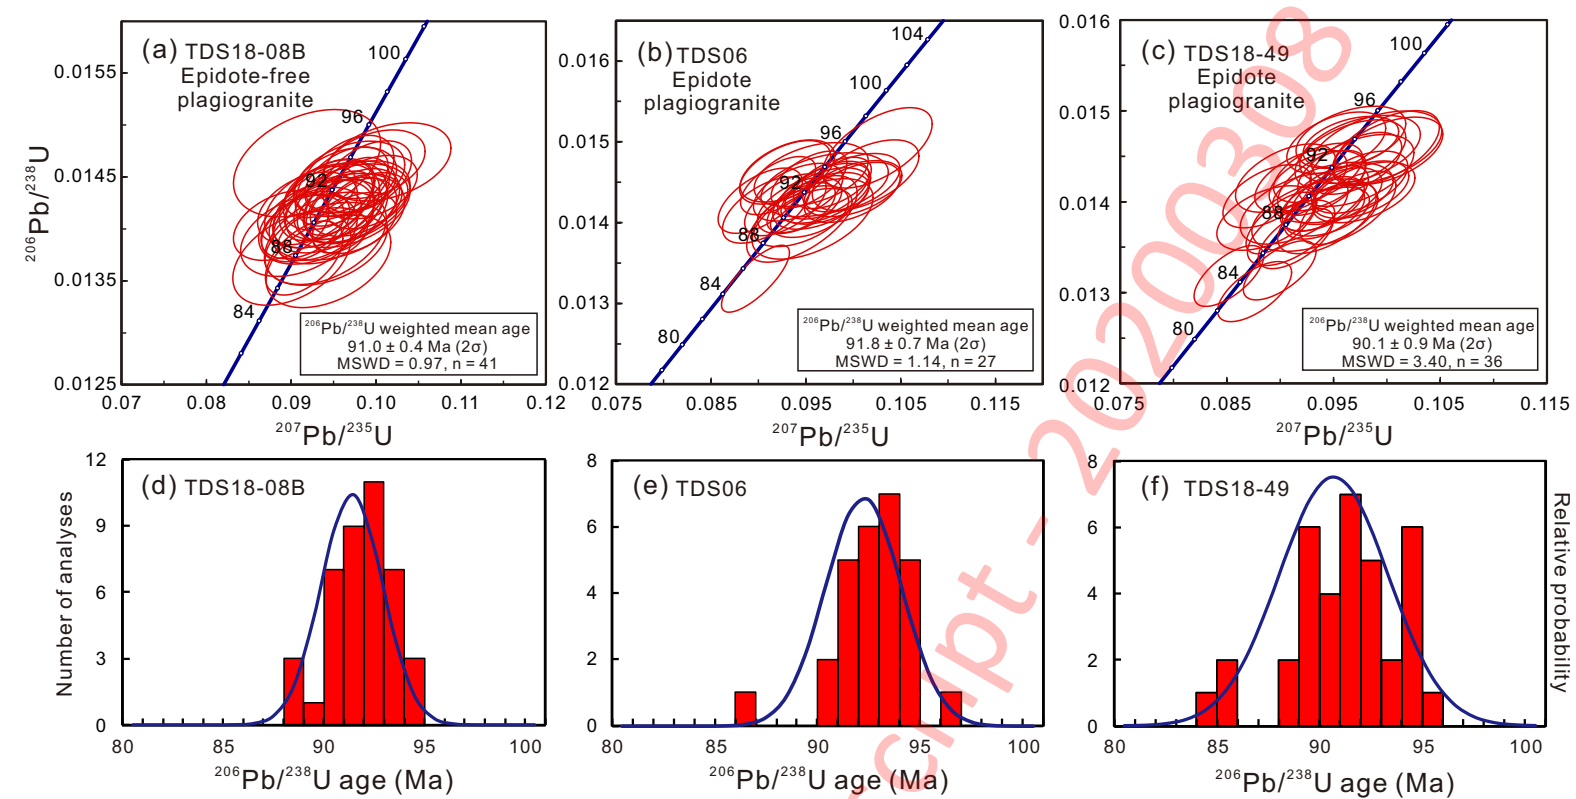 (a) TDS18-08B
Epidote-free
plagiogranite
100
96
92
88
84
0.0155
0.0145
0.0135
0.0125
²⁰⁶Pb/²³⁸U
²⁰⁶Pb/²³⁸U weighted mean age
91.0 ± 0.4 Ma (2σ)
MSWD = 0.97, n = 41
0.07 0.08 0.09 0.10 0.11 0.12
²⁰⁷Pb/²³⁵U
(b) TDS06
Epidote
plagiogranite
104
100
96
92
88
84
80
0.016
0.015
0.014
0.013
0.012
²⁰⁶Pb/²³⁸U weighted mean age
91.8 ± 0.7 Ma (2σ)
MSWD = 1.14, n = 27
0.075 0.085 0.095 0.105 0.115
²⁰⁷Pb/²³⁵U
(c) TDS18-49
Epidote
plagiogranite
100
96
92
88
84
80
0.016
0.015
0.014
0.013
0.012
²⁰⁶Pb/²³⁸U weighted mean age
90.1 ± 0.9 Ma (2σ)
MSWD = 3.40, n = 36
0.075 0.085 0.095 0.105 0.115
²⁰⁷Pb/²³⁵U
(d) TDS18-08B
Number of analyses
12
9
6
3
0
80 85 90 95 100
²⁰⁶Pb/²³⁸U age (Ma)
(e) TDS06
8
6
4
2
0
80 85 90 95 100
²⁰⁶Pb/²³⁸U age (Ma)
(f) TDS18-49
8
6
4
2
0
80 85 90 95 100
²⁰⁶Pb/²³⁸U age (Ma)
Relative probability
cript - 20200308